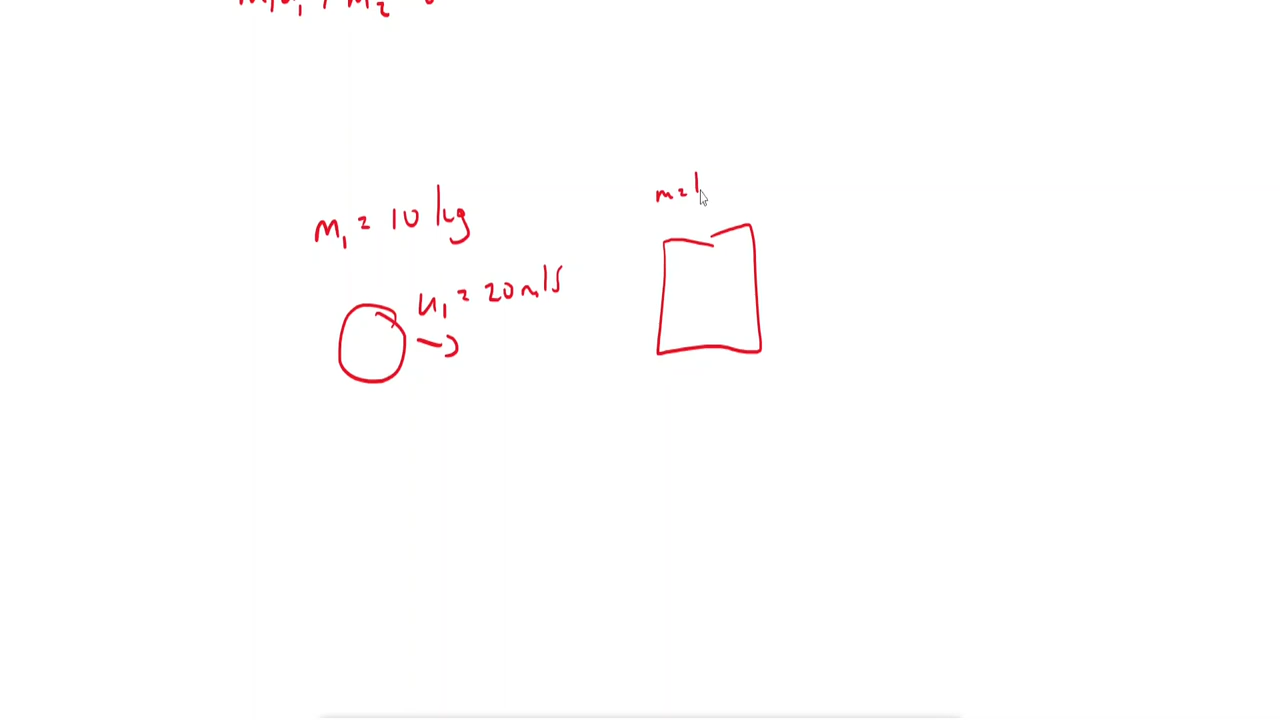 m₂
m = 1
m₁ = 10 kg
u₁ = 20 m/s